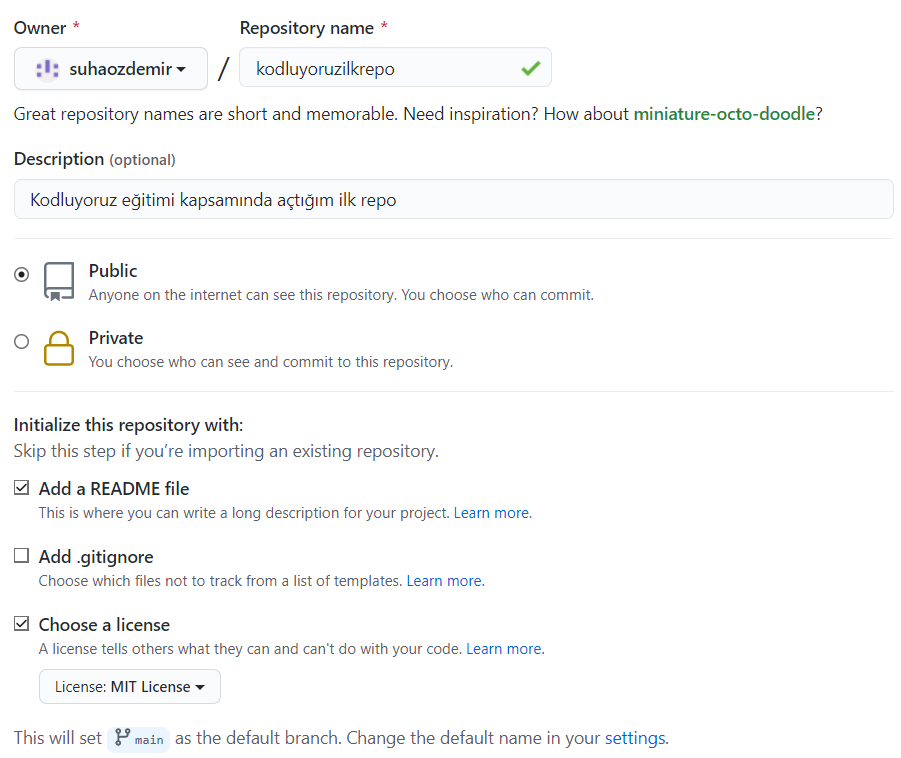 Owner * Repository name *
suhaozdemir / kodluyoruzilkrepo
Great repository names are short and memorable. Need inspiration? How about miniature-octo-doodle?
Description (optional)
Kodluyoruz eğitimi kapsamında açtığım ilk repo
Public
Anyone on the internet can see this repository. You choose who can commit.
Private
You choose who can see and commit to this repository.
Initialize this repository with:
Skip this step if you’re importing an existing repository.
Add a README file
This is where you can write a long description for your project. Learn more.
Add .gitignore
Choose which files not to track from a list of templates. Learn more.
Choose a license
A license tells others what they can and can't do with your code. Learn more.
License: MIT License
This will set main as the default branch. Change the default name in your settings.